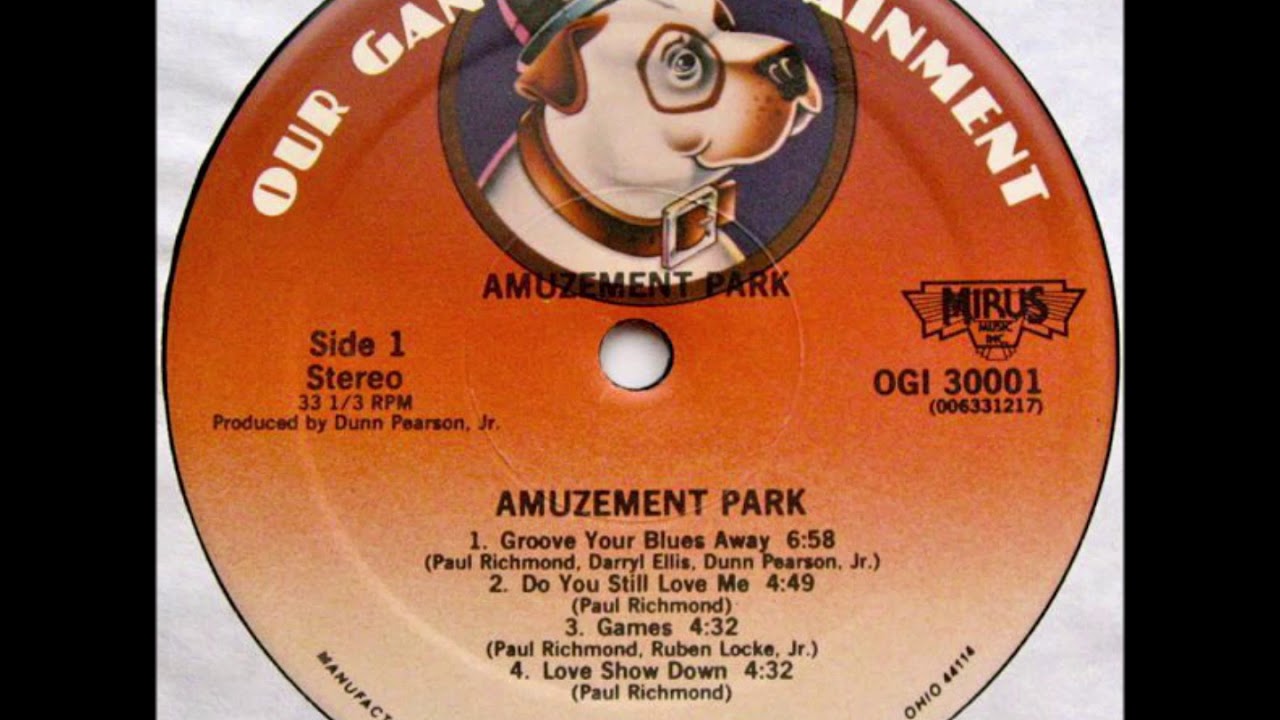 OUR GAN AINMENT
AMUZEMENT PARK
MIRUS
MUSIC
INC.
Side 1
Stereo
33 1/3 RPM
Produced by Dunn Pearson, Jr.
OGI 30001
(006331217)
AMUZEMENT PARK
1. Groove Your Blues Away 6:58
(Paul Richmond, Darryl Ellis, Dunn Pearson, Jr.)
2. Do You Still Love Me 4:49
(Paul Richmond)
3. Games 4:32
(Paul Richmond, Ruben Locke, Jr.)
4. Love Show Down 4:32
(Paul Richmond)
MANUFACT
OHIO 44114